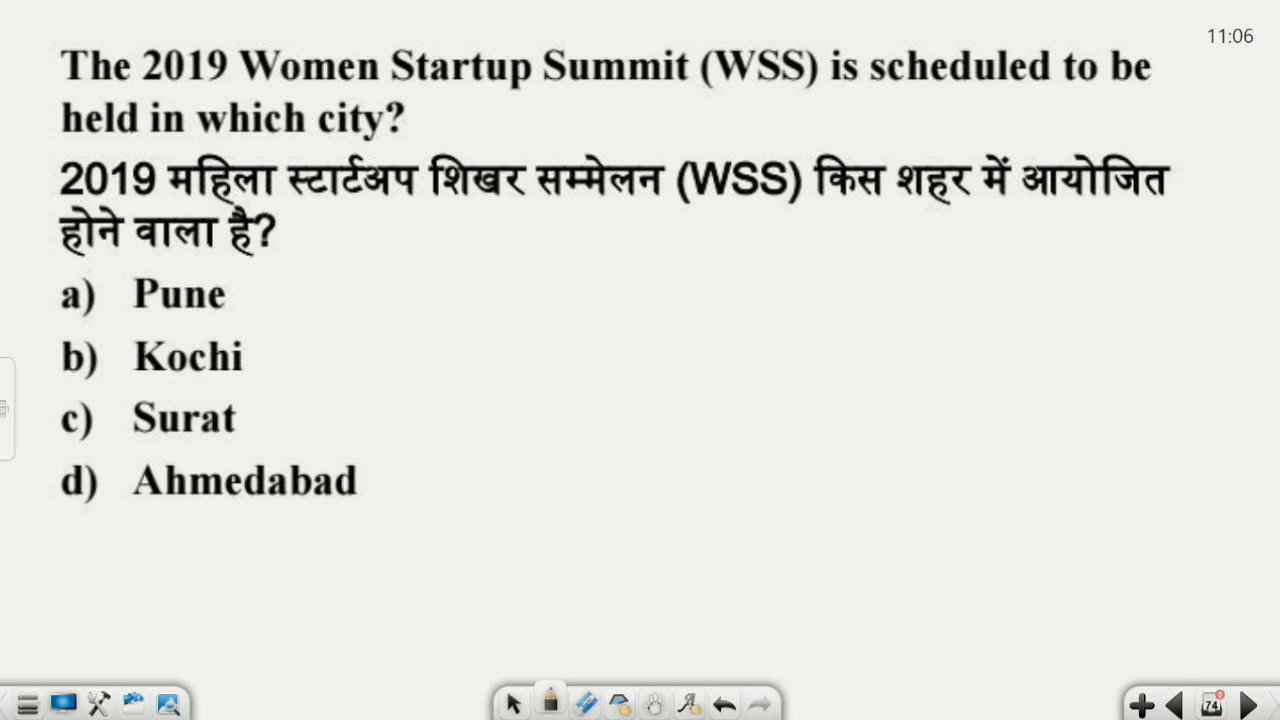 11:06
The 2019 Women Startup Summit (WSS) is scheduled to be
held in which city?
2019 महिला स्टार्टअप शिखर सम्मेलन (WSS) किस शहर में आयोजित
होने वाला है?
a) Pune
b) Kochi
c) Surat
d) Ahmedabad
74